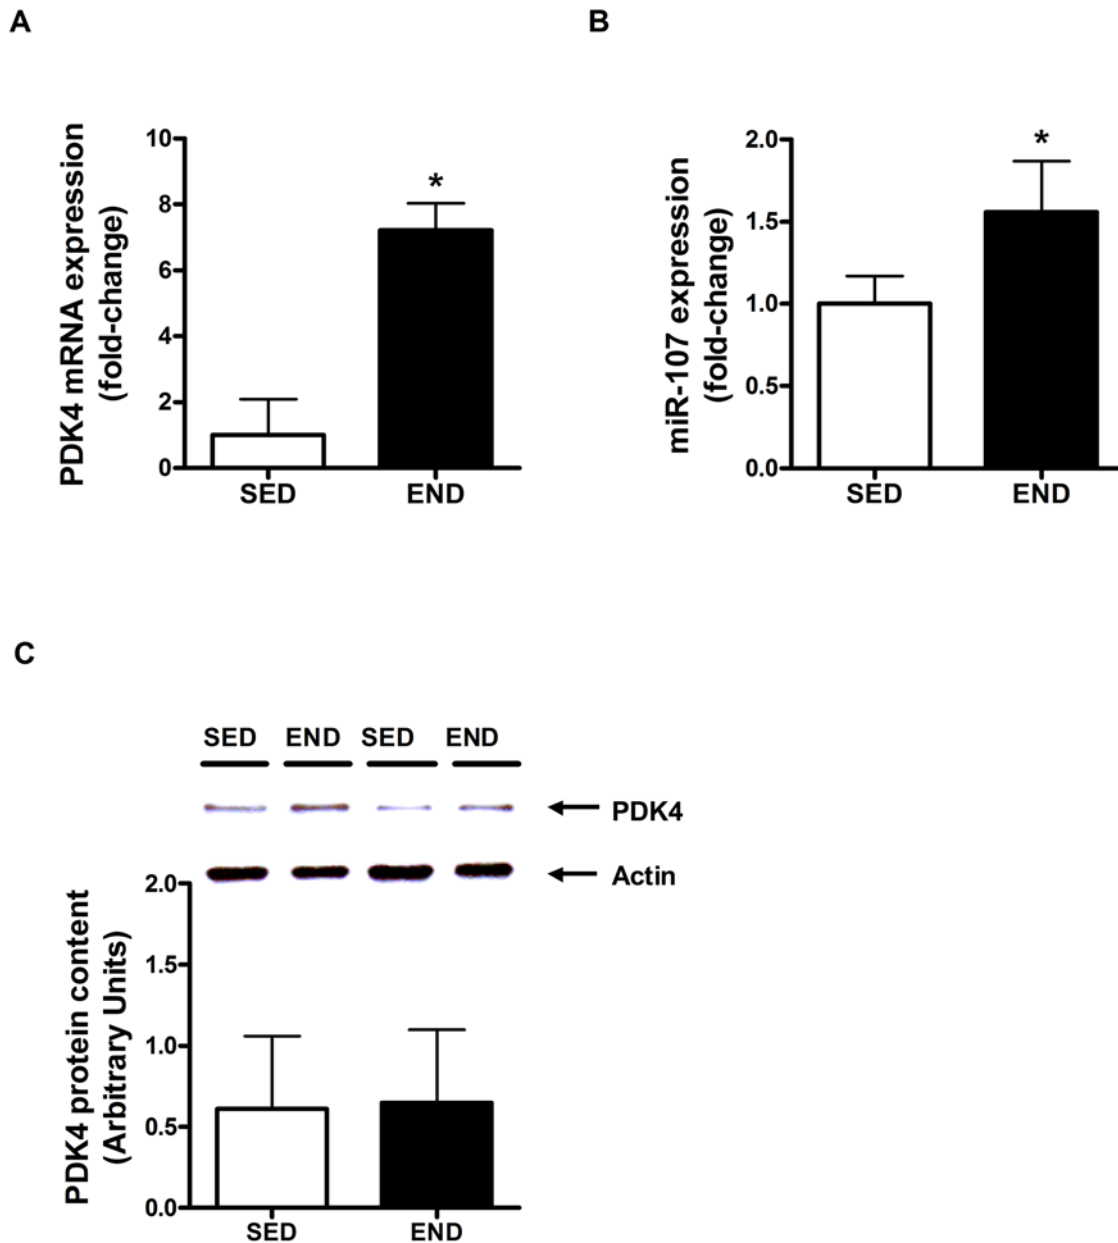 A
B
PDK4 mRNA expression
(fold-change)
10
8
6
4
2
0
*
SED END
miR-107 expression
(fold-change)
2.0
1.5
1.0
0.5
0.0
*
SED END
C
SED END SED END
PDK4
Actin
PDK4 protein content
(Arbitrary Units)
2.0
1.5
1.0
0.5
0.0
SED END